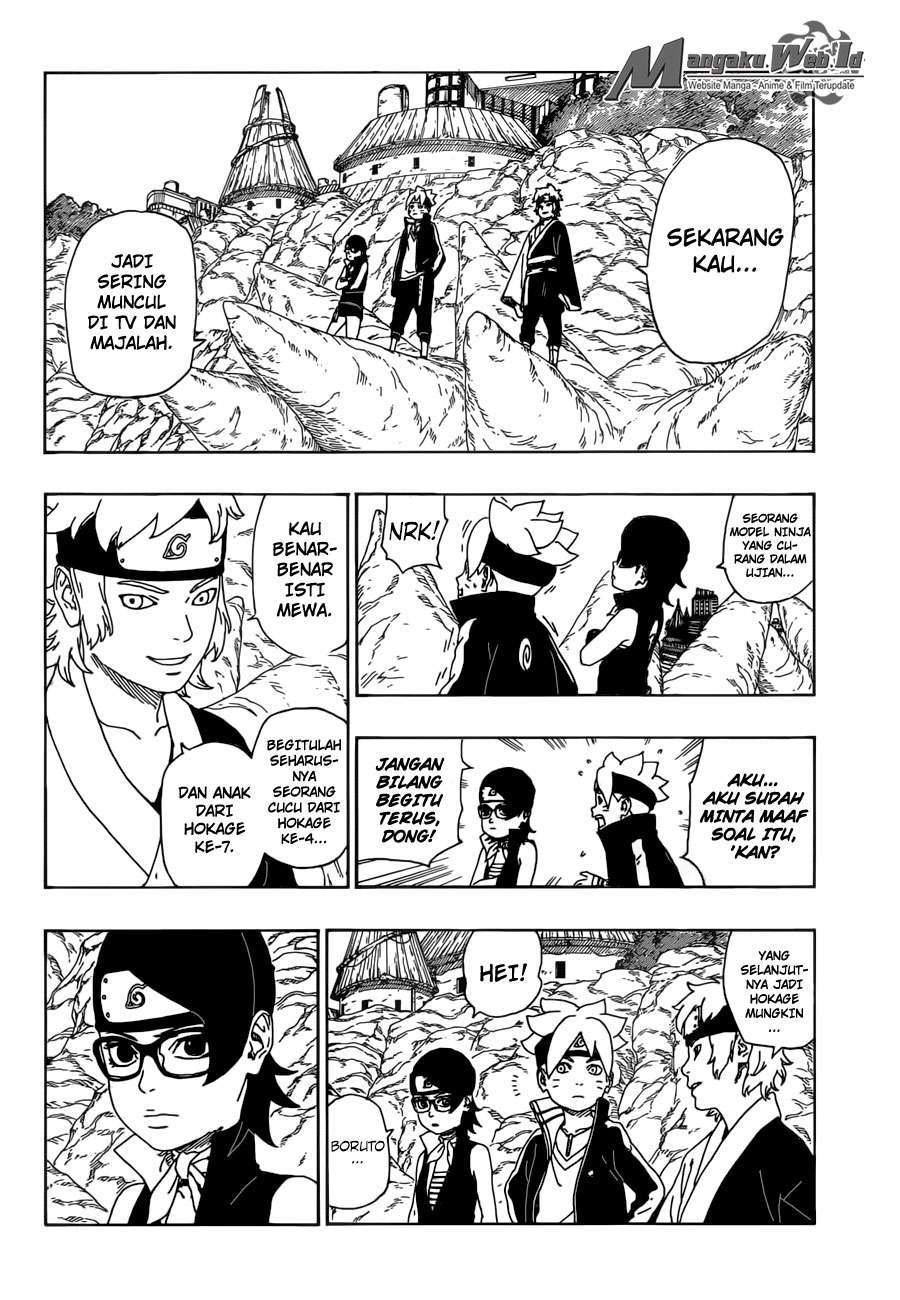 Mangaku.Web.Id
Website Manga - Anime & Film Terupdate
SEKARANG
KAU...
JADI
SERING
MUNCUL
DI TV DAN
MAJALAH.
SEORANG
MODEL NINJA
YANG CU-
RANG DALAM
UJIAN...
NRK!
KAU
BENAR-
BENAR
ISTI
MEWA.
BEGITULAH
SEHARUS-
NYA
SEORANG
CUCU DARI
HOKAGE
KE-4...
DAN ANAK
DARI
HOKAGE
KE-7.
AKU...
AKU SUDAH
MINTA MAAF
SOAL ITU,
'KAN?
JANGAN
BILANG
BEGITU
TERUS,
DONG!
YANG
SELANJUT-
NYA JADI
HOKAGE
MUNGKIN
...
HEI!
BORUTO...